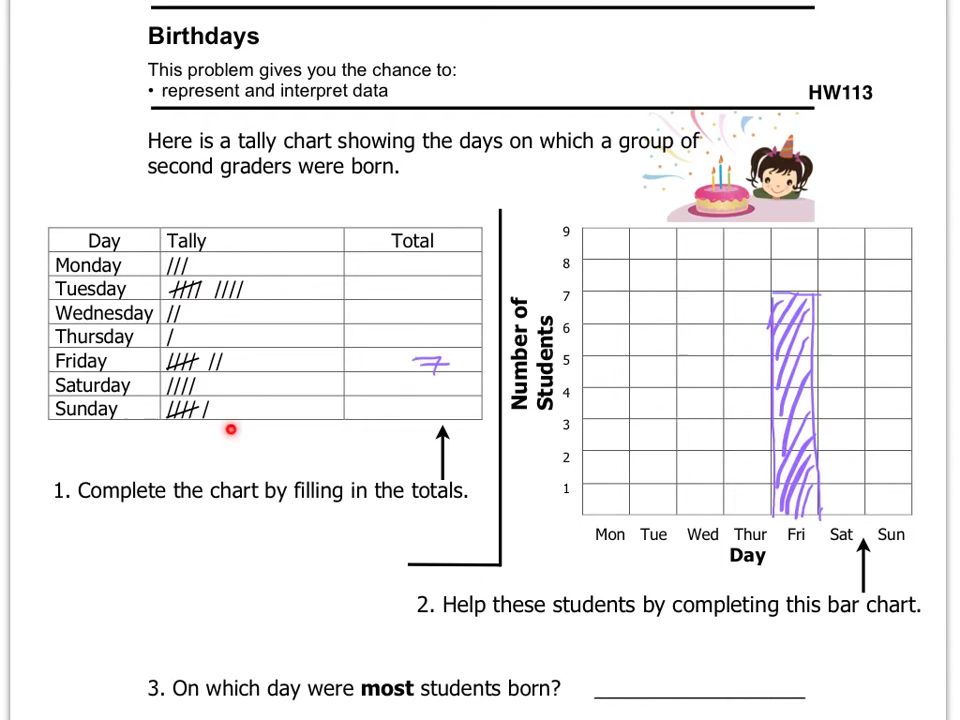 Birthdays
This problem gives you the chance to:
• represent and interpret data
HW113
Here is a tally chart showing the days on which a group of
second graders were born.
Day Tally Total
Monday ///
Tuesday //// ////
Wednesday //
Thursday /
Friday //// // 7
Saturday ////
Sunday //// /
1. Complete the chart by filling in the totals.
Number of
Students
9
8
7
6
5
4
3
2
1
Mon Tue Wed Thur Fri Sat Sun
Day
2. Help these students by completing this bar chart.
3. On which day were most students born?